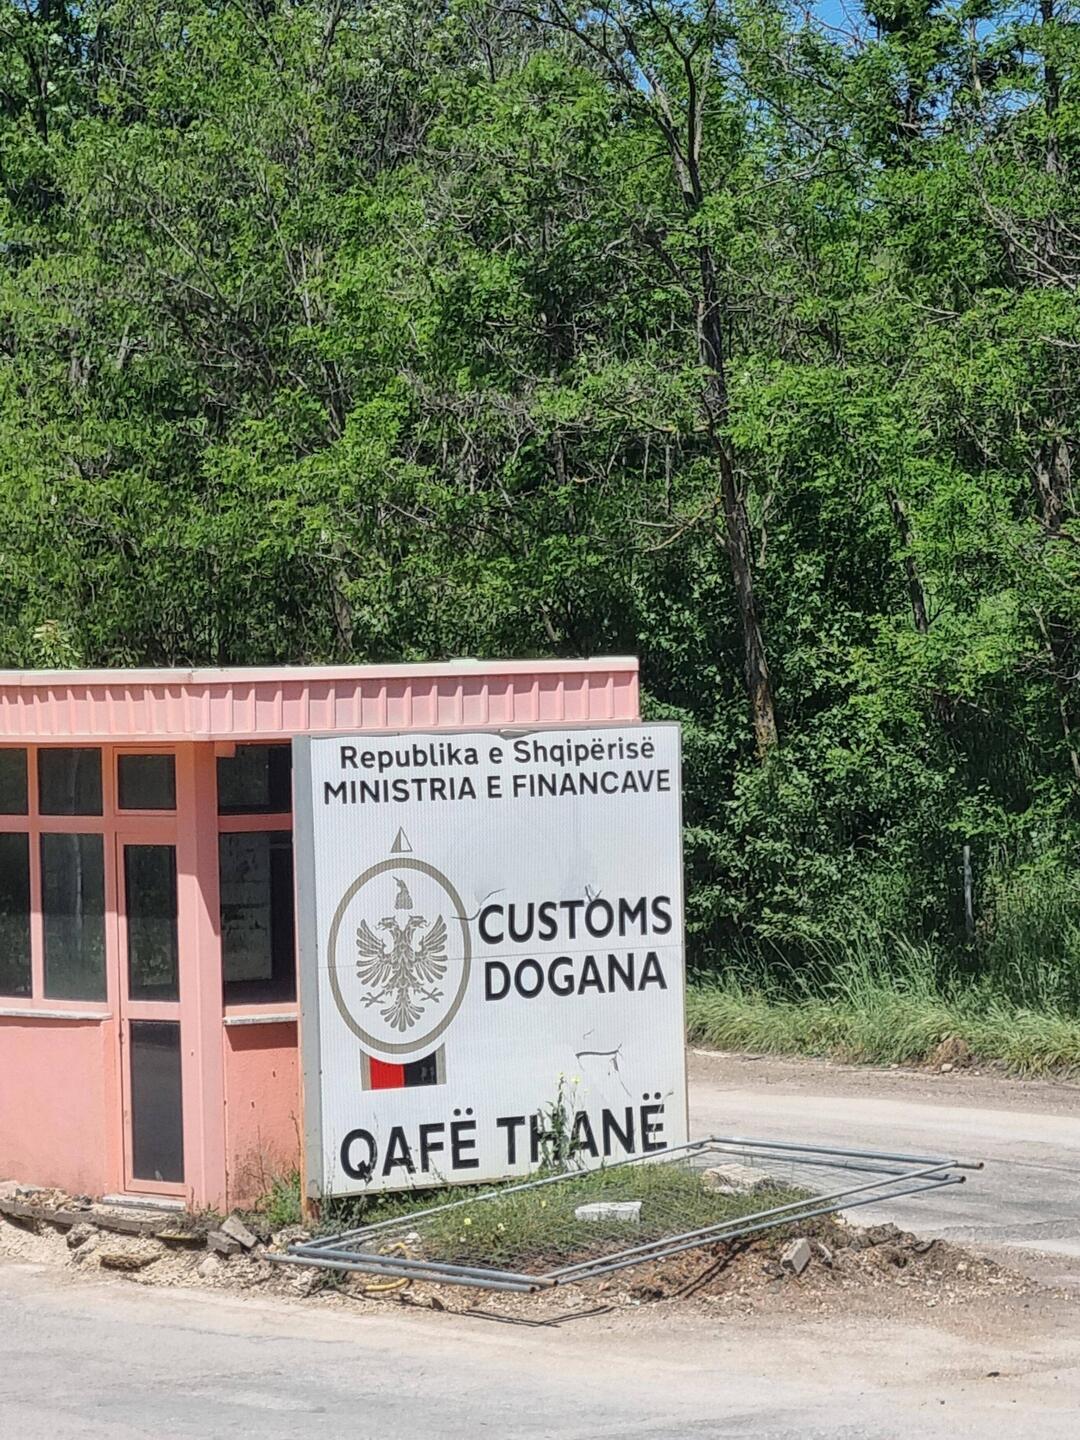 Republika e Shqipërisë
MINISTRIA E FINANCAVE
CUSTOMS
DOGANA
QAFË THANË